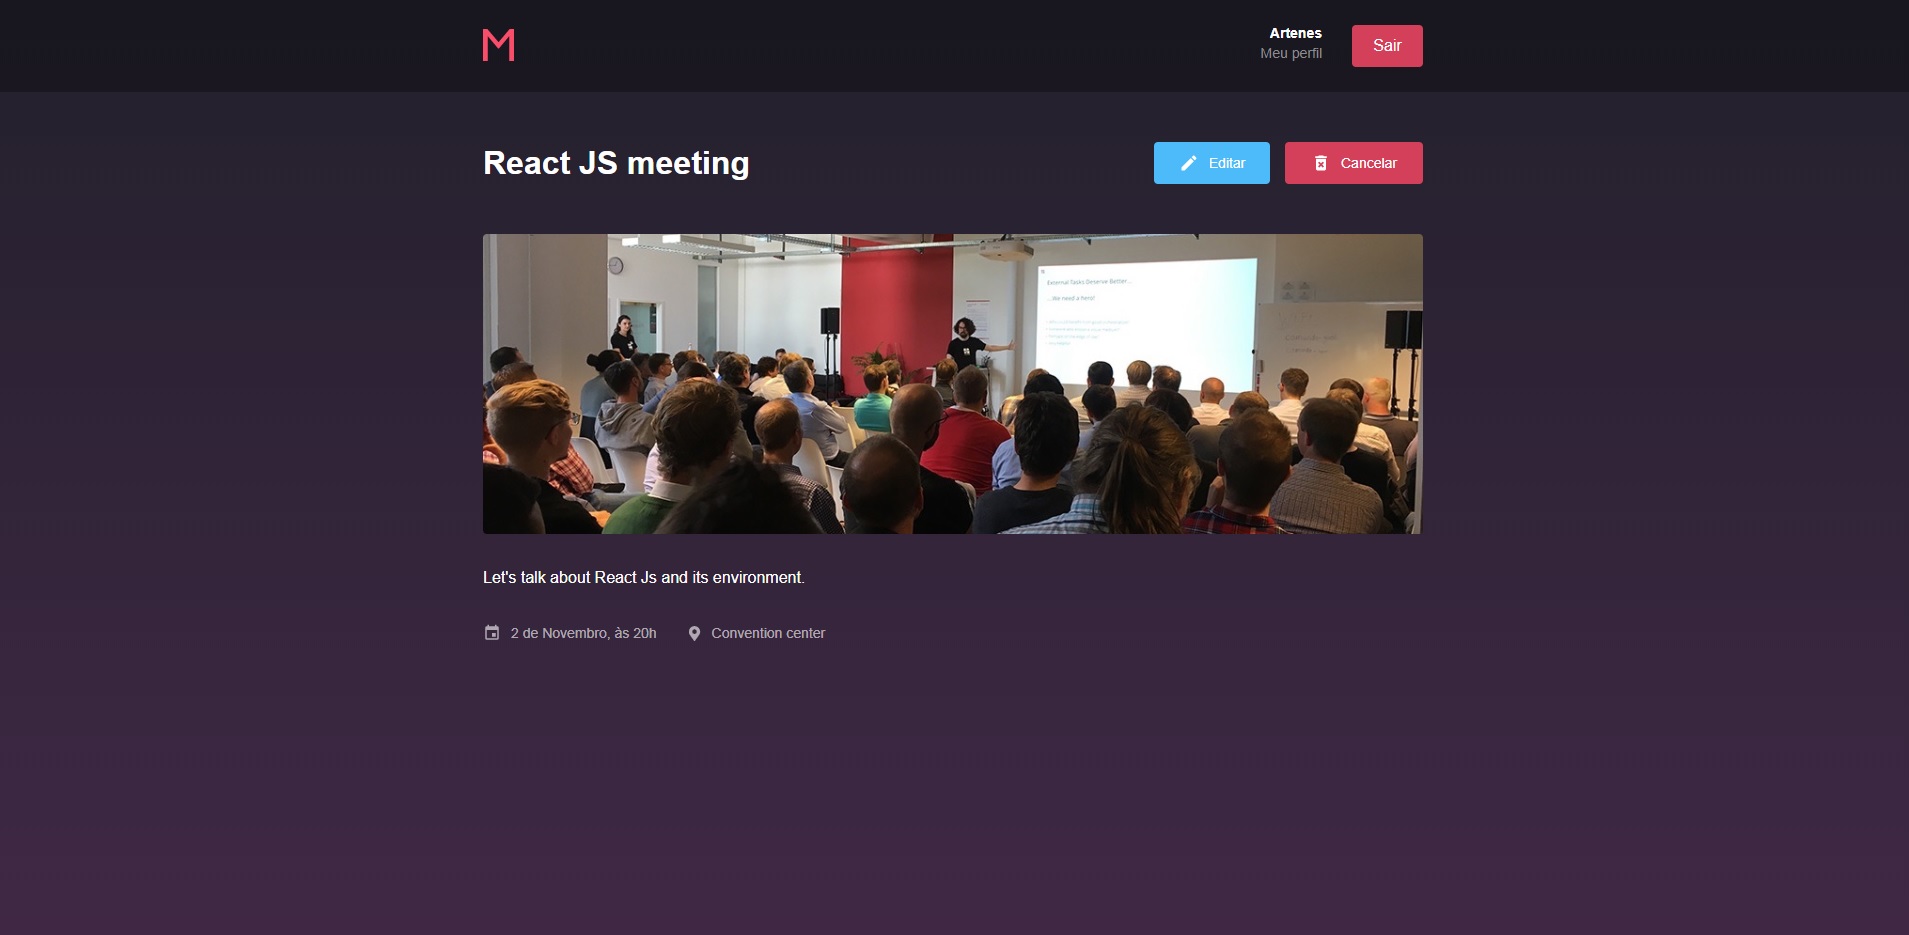 M
Artenes
Meu perfil
Sair
React JS meeting
Editar
Cancelar
External Tasks Deserve Better...
...We need a hero!
Let's talk about React Js and its environment.
2 de Novembro, às 20h
Convention center